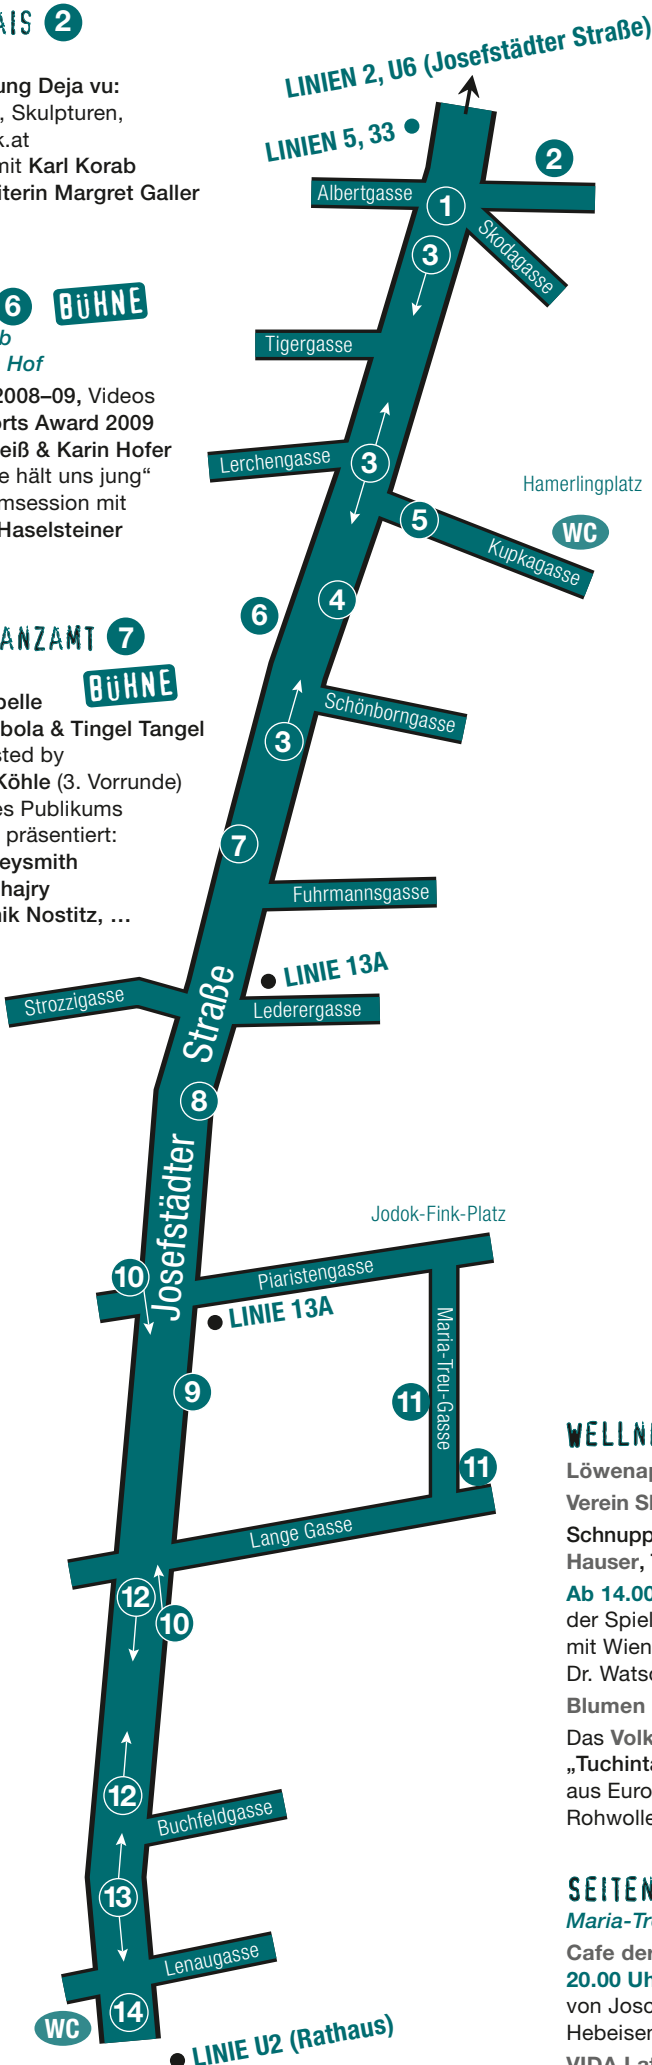 AIS 2
ung Deja vu:
, Skulpturen,
k.at
mit Karl Korab
iterin Margret Galler
6 BÜHNE
b
Hof
2008–09, Videos
orts Award 2009
eiß & Karin Hofer
e hält uns jung“
msession mit
Haselsteiner
ANZAMT 7
BÜHNE
pelle
bola & Tingel Tangel
sted by
Köhle (3. Vorrunde)
es Publikums
präsentiert:
eysmith
hajry
nik Nostitz, …
LINIEN 2, U6 (Josefstädter Straße)
LINIEN 5, 33
2
Albertgasse
1
Skodagasse
3
Tigergasse
Lerchengasse
3
Hamerlingplatz
WC
5
Kupkagasse
4
6
Schönborngasse
3
7
Fuhrmannsgasse
LINIE 13A
Strozzigasse
Lederergasse
Josefstädter Straße
8
Jodok-Fink-Platz
10
Piaristengasse
LINIE 13A
Maria-Treu-Gasse
9
11
11
Lange Gasse
12
10
12
Buchfeldgasse
13
Lenaugasse
14
WC
LINIE U2 (Rathaus)
WELLN
Löwenap
Verein S
Schnupp
Hauser,
Ab 14.00
der Spiel
mit Wien
Dr. Wats
Blumen
Das Volk
„Tuchint
aus Euro
Rohwolle
SEITEN
Maria-Tr
Cafe der
20.00 Uh
von Josc
Hebeiser
VIDA Lat